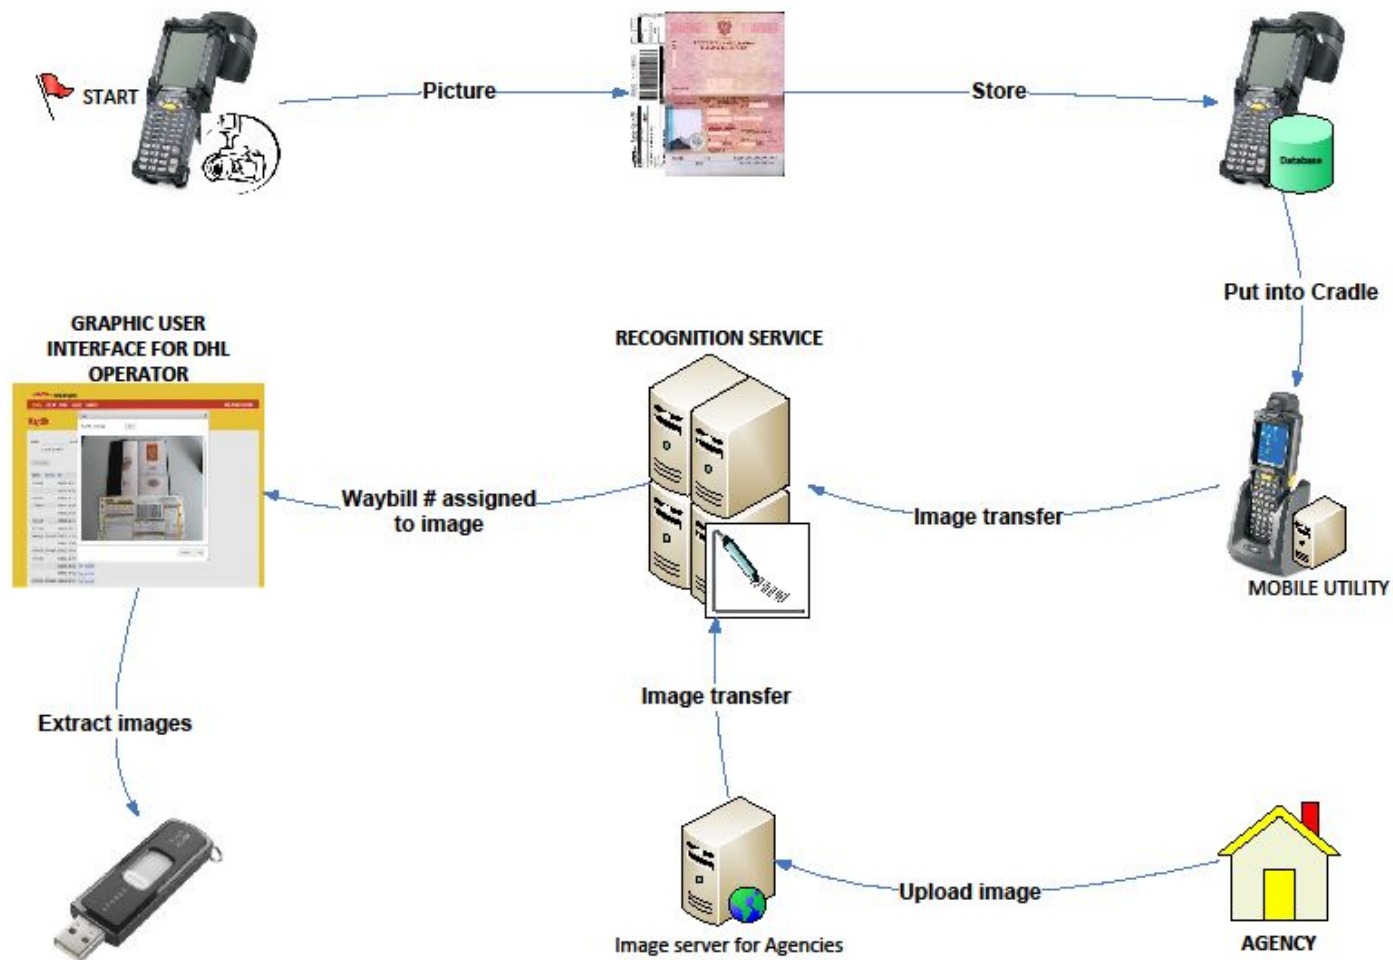 START
Picture
Store
Database
Put into Cradle
GRAPHIC USER
INTERFACE FOR DHL
OPERATOR
RECOGNITION SERVICE
Waybill # assigned
to image
Image transfer
MOBILE UTILITY
Image transfer
Extract images
Upload image
Image server for Agencies
AGENCY